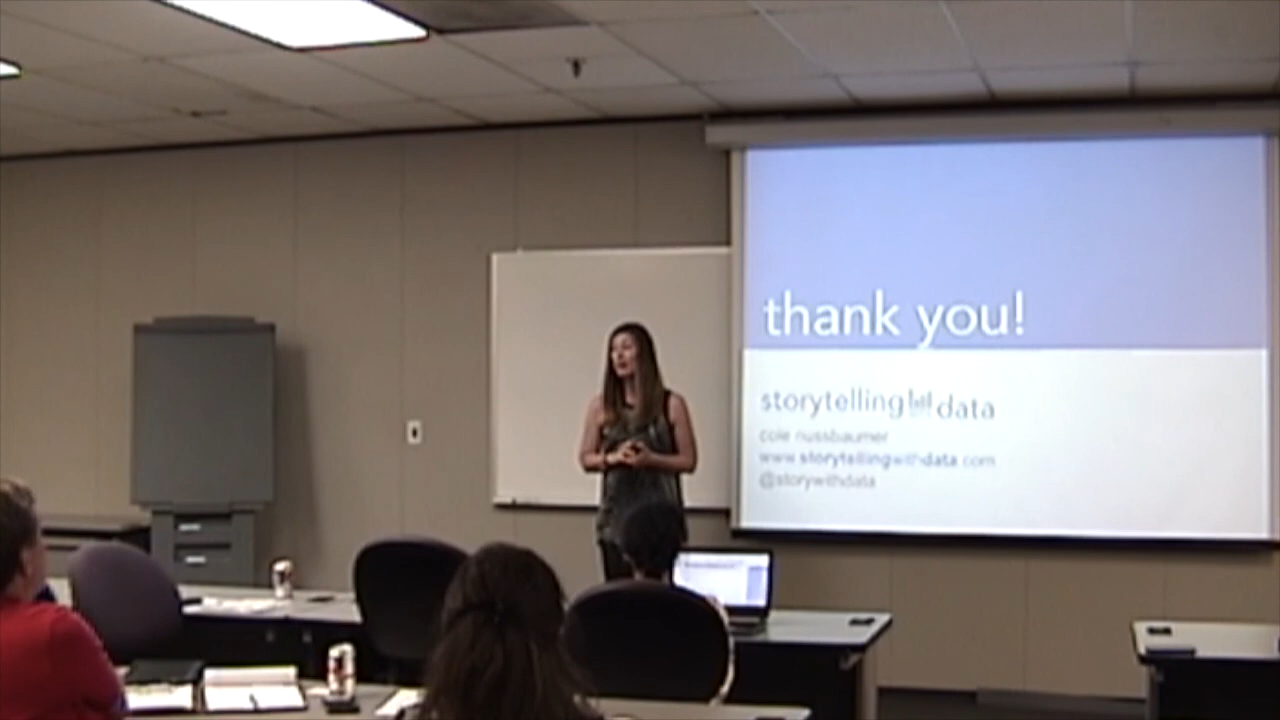 thank you!
storytelling data
cole nussbaumer
www.storytellingwithdata.com
@storywithdata